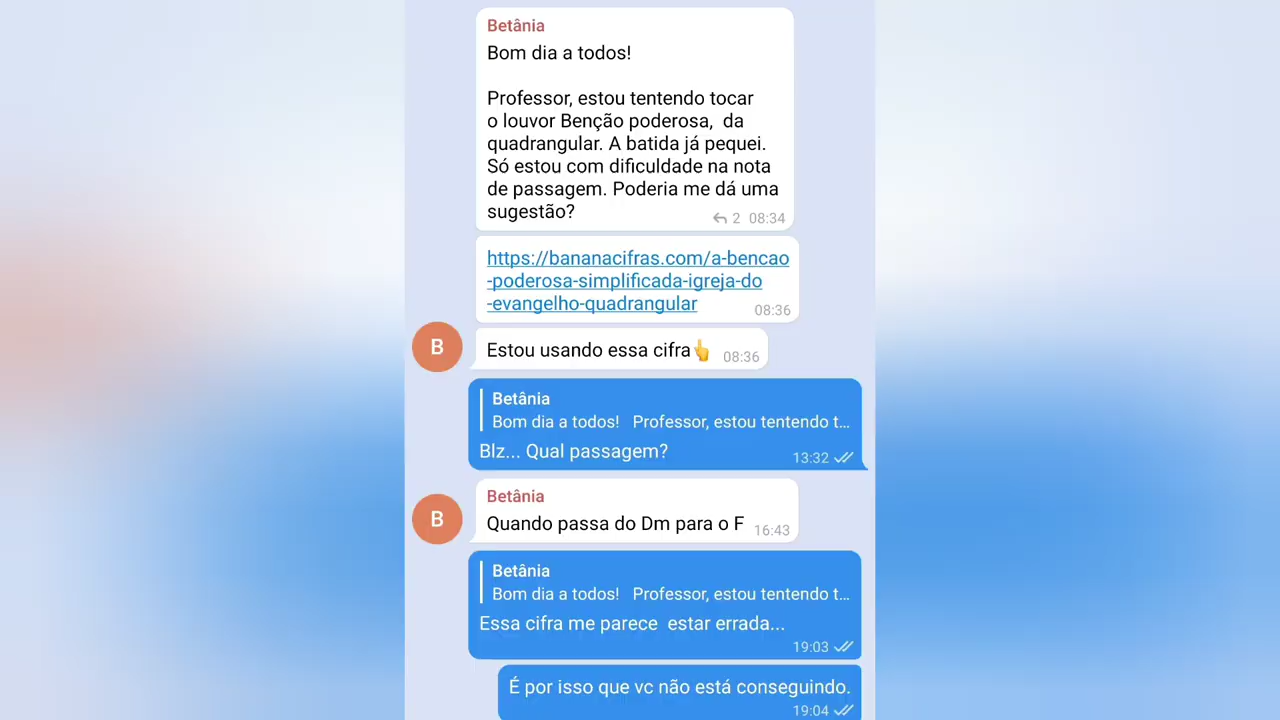 Betânia
Bom dia a todos!
Professor, estou tentendo tocar
o louvor Benção poderosa,  da
quadrangular. A batida já pequei.
Só estou com dificuldade na nota
de passagem. Poderia me dá uma
sugestão?
2 08:34
https://bananacifras.com/a-bencao
-poderosa-simplificada-igreja-do
-evangelho-quadrangular
08:36
B
Estou usando essa cifra👆 08:36
Betânia
Bom dia a todos!   Professor, estou tentendo t...
Blz... Qual passagem?
13:32
Betânia
B
Quando passa do Dm para o F 16:43
Betânia
Bom dia a todos!   Professor, estou tentendo t...
Essa cifra me parece  estar errada...
19:03
É por isso que vc não está conseguindo.
19:04